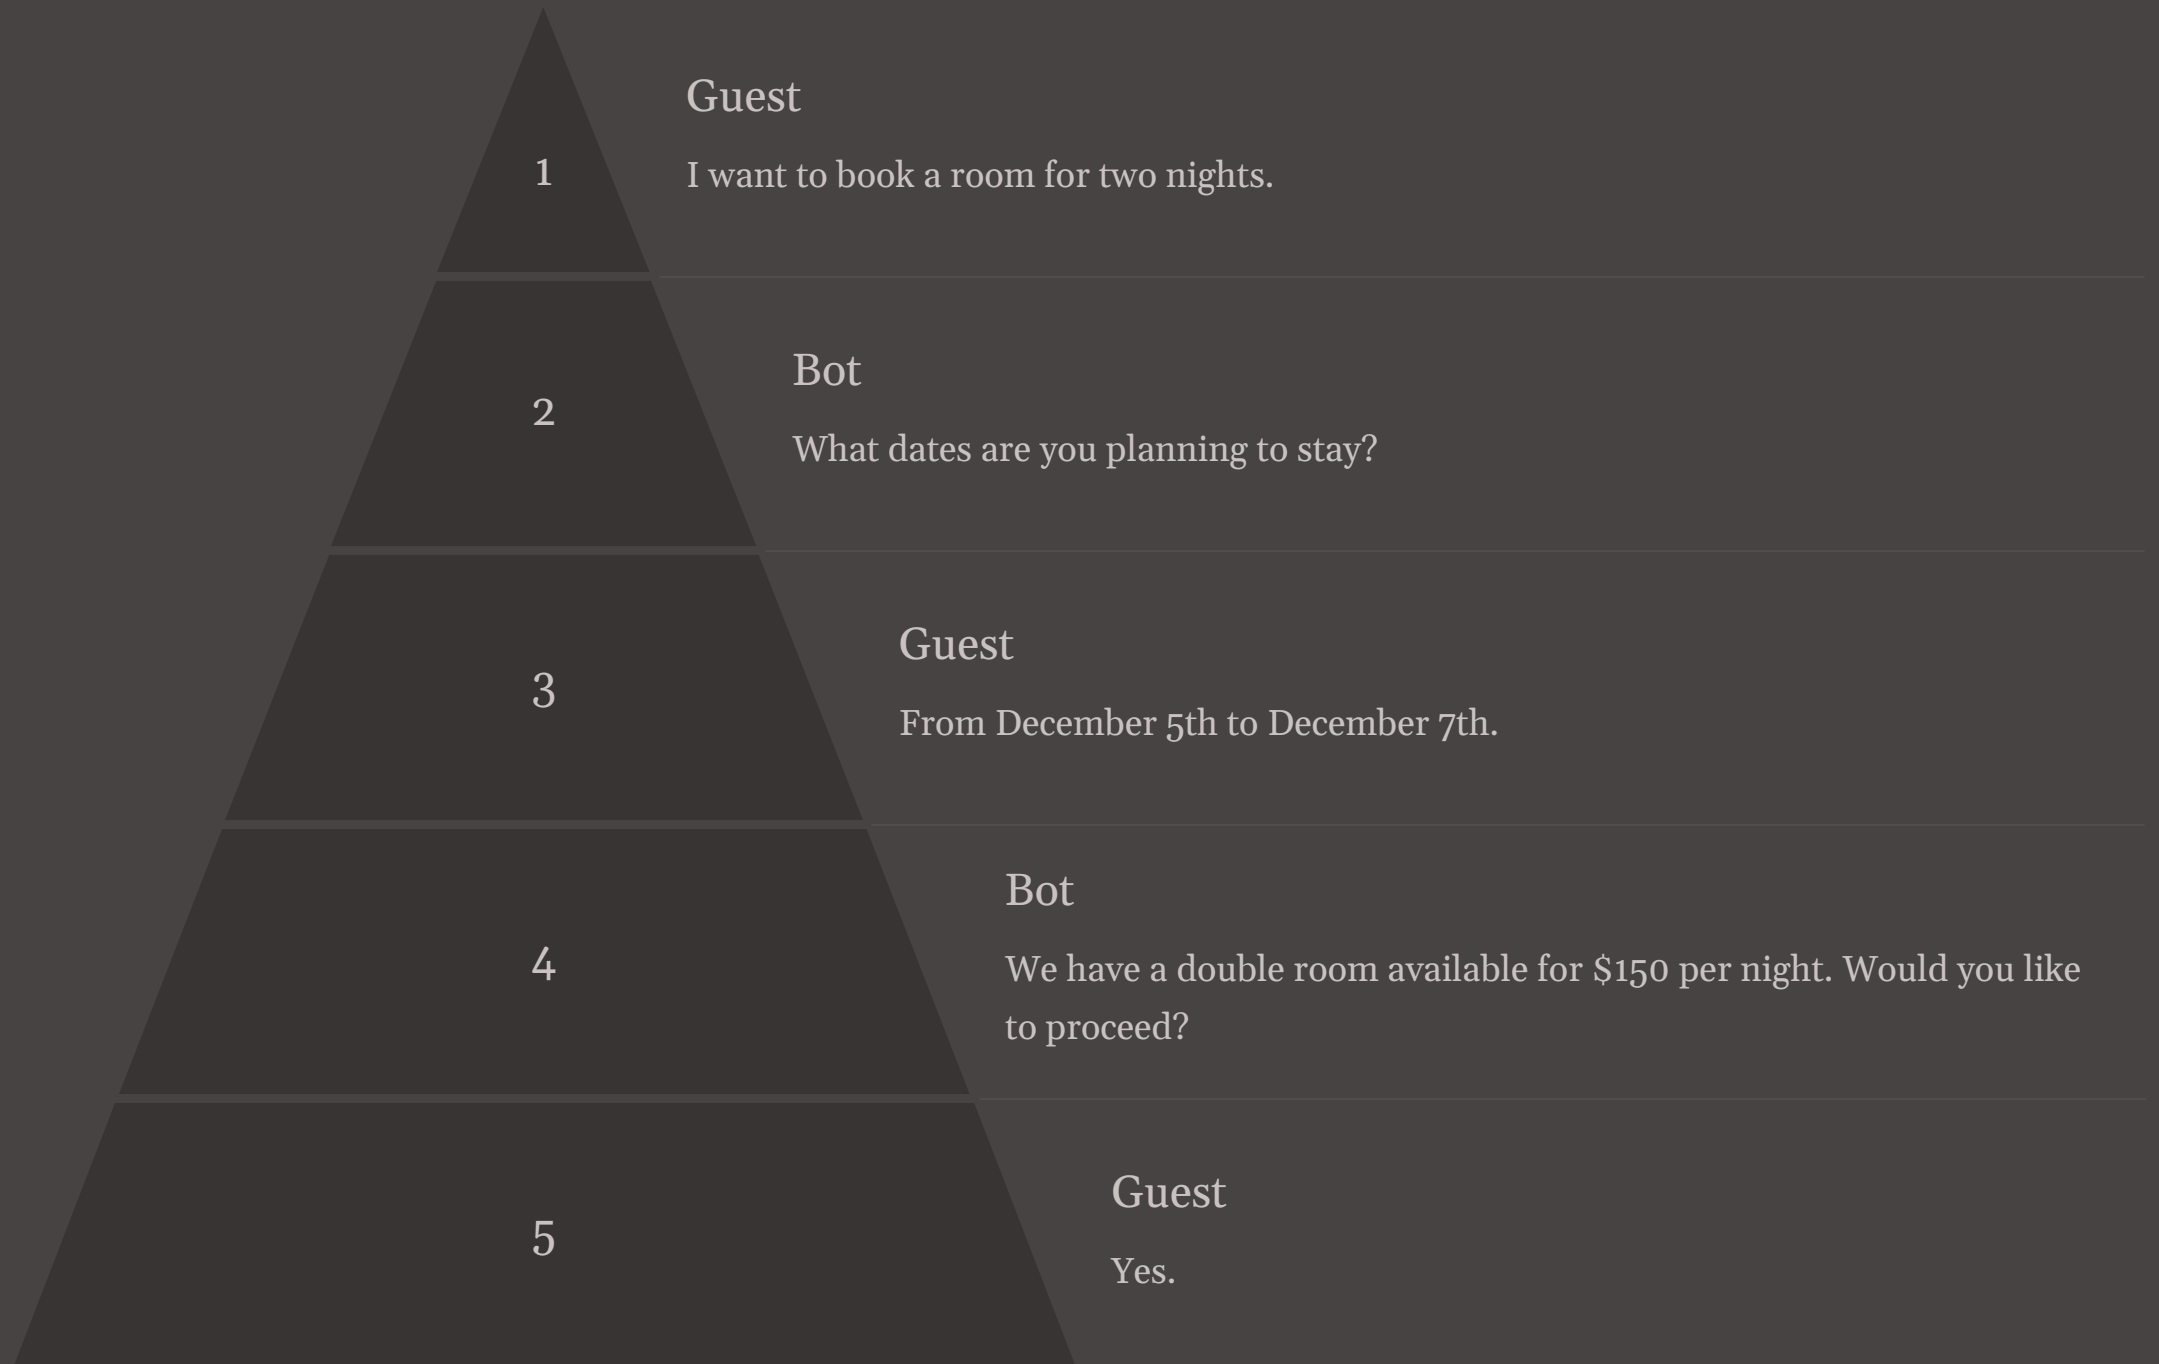 1
Guest
I want to book a room for two nights.
2
Bot
What dates are you planning to stay?
3
Guest
From December 5th to December 7th.
4
Bot
We have a double room available for $150 per night. Would you like
to proceed?
5
Guest
Yes.